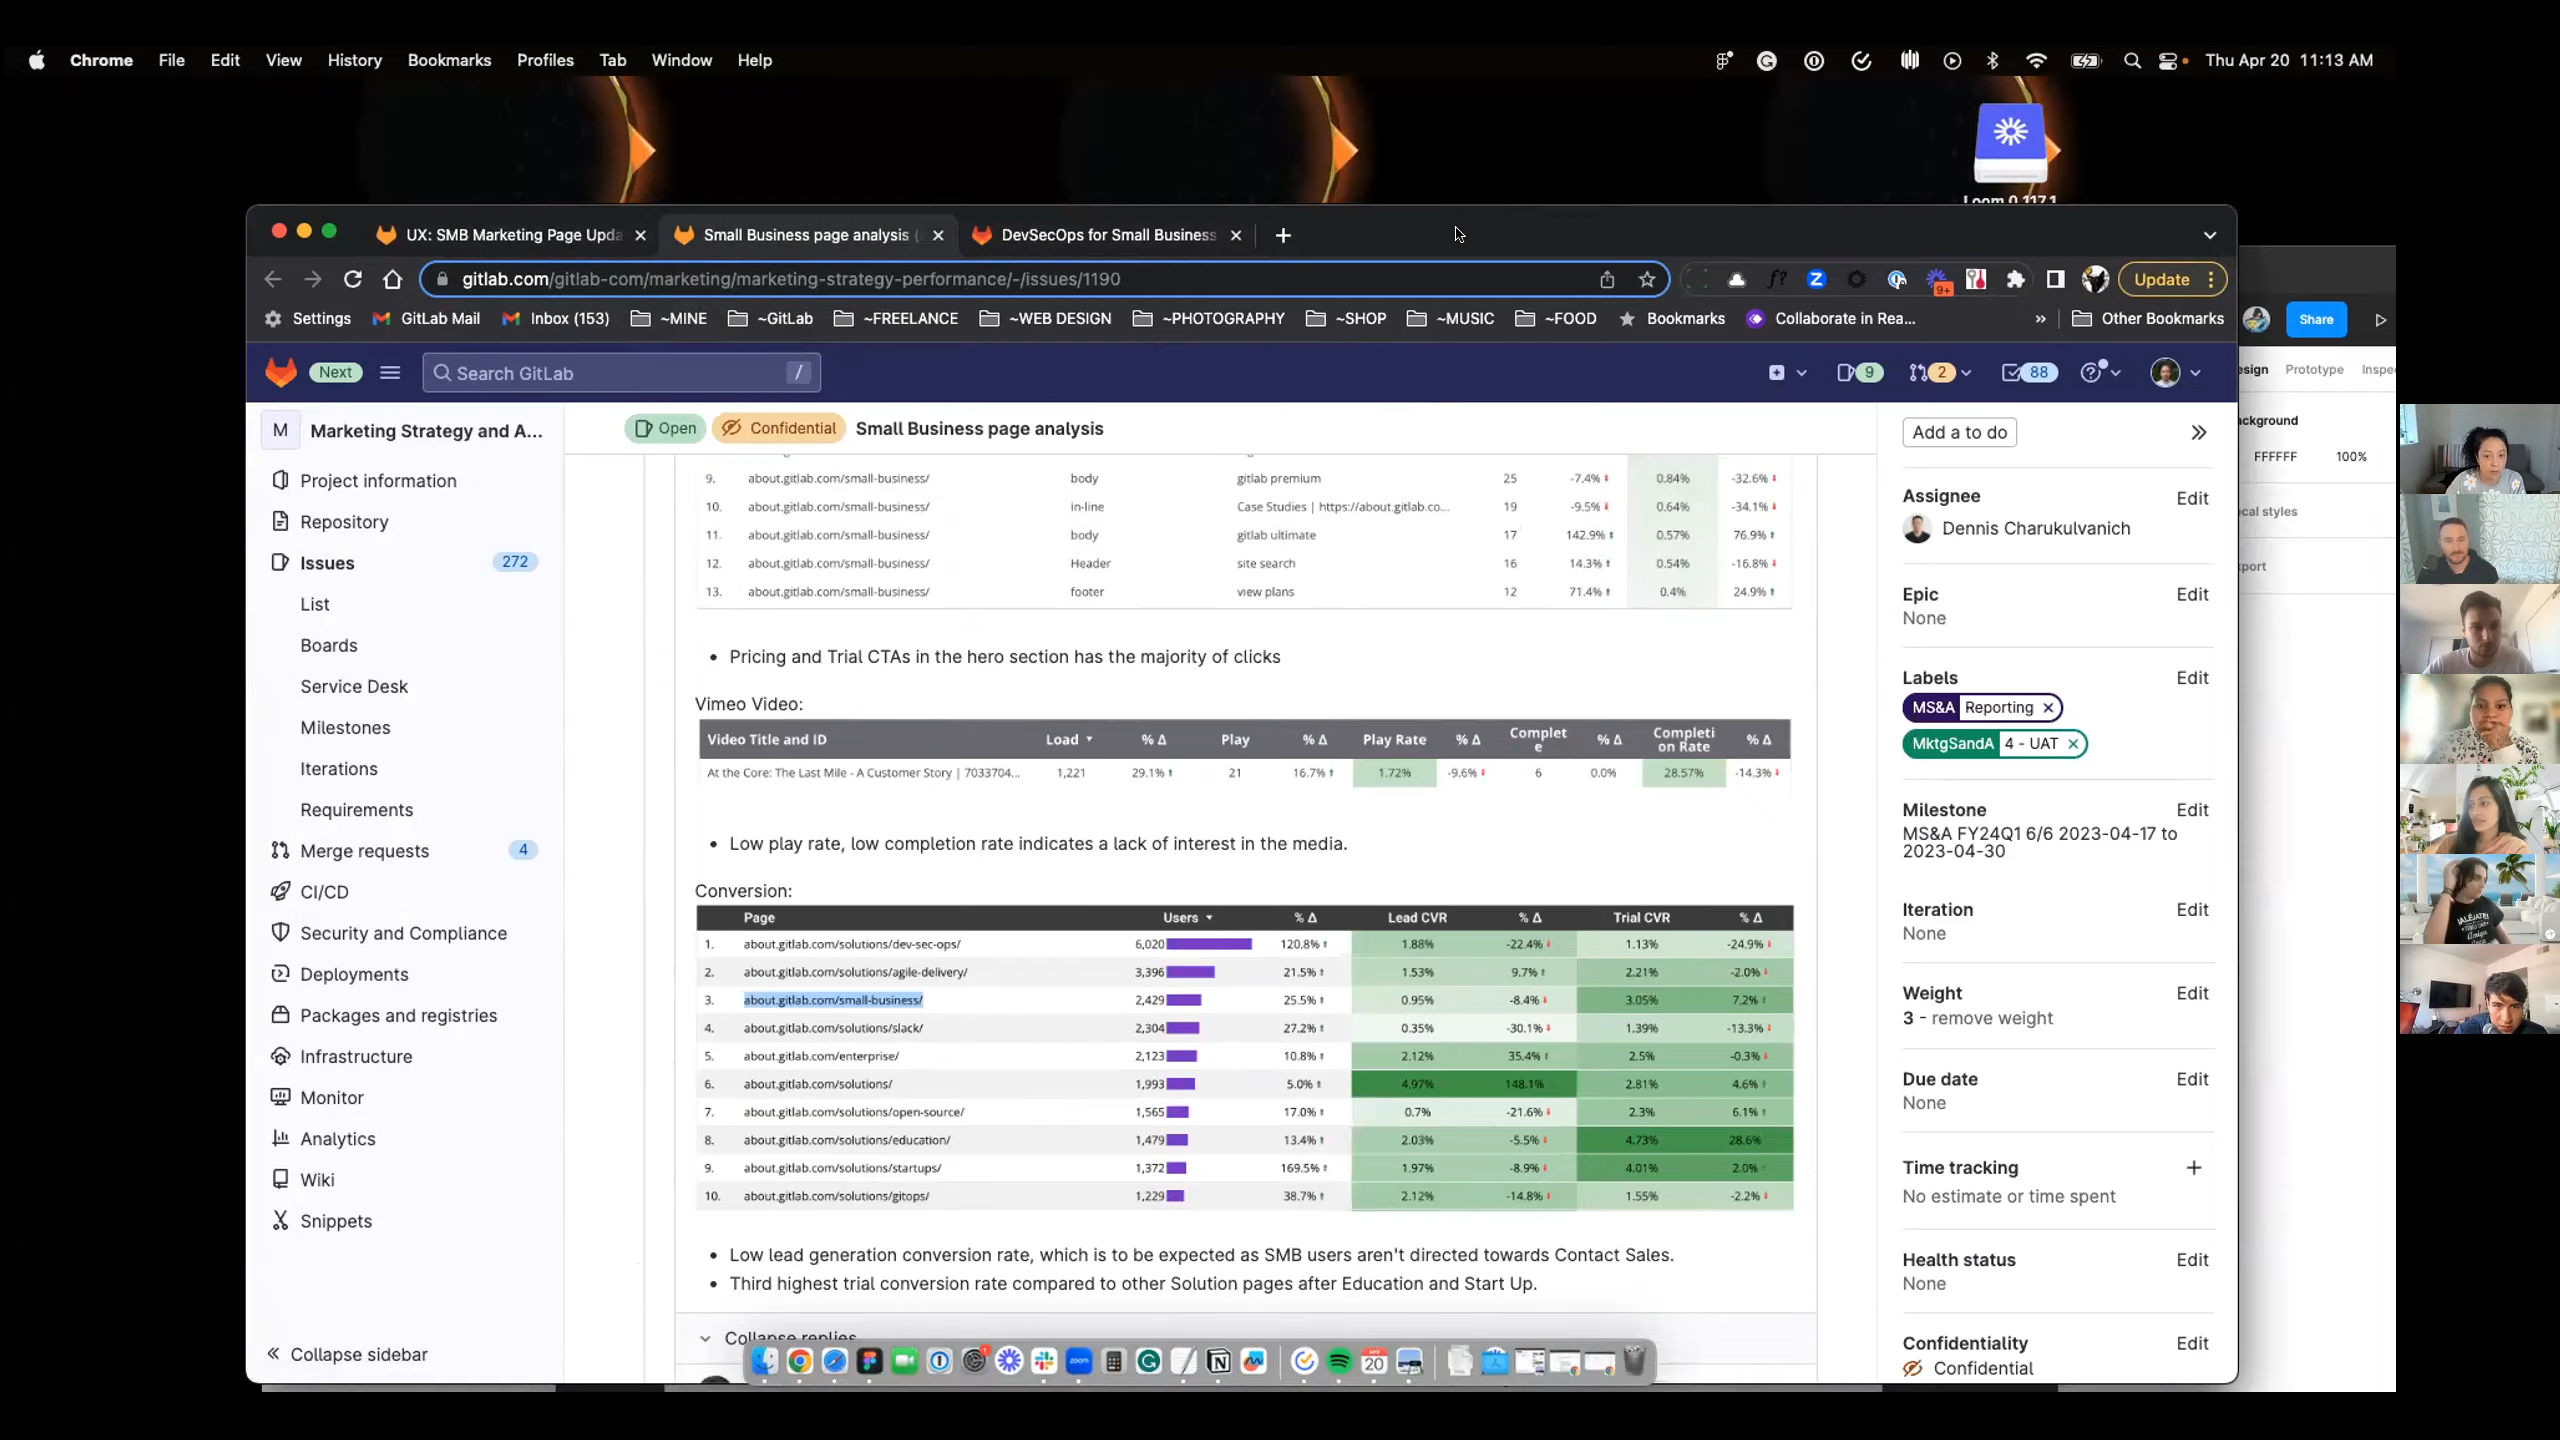 Chrome File Edit View History Bookmarks Profiles Tab Window Help Thu Apr 20 11:13 AM
Loom 0.117.1
UX: SMB Marketing Page Upda
Small Business page analysis (
DevSecOps for Small Business
gitlab.com/gitlab-com/marketing/marketing-strategy-performance/-/issues/1190
9+
Update
Settings GitLab Mail Inbox (153) ~MINE ~GitLab ~FREELANCE ~WEB DESIGN ~PHOTOGRAPHY ~SHOP ~MUSIC ~FOOD Bookmarks Collaborate in Rea... » Other Bookmarks
Share
Next Search GitLab / 9 2 88
esign Prototype Inspe
ckground
FFFFFF 100%
cal styles
port
M Marketing Strategy and A...
Project information
Repository
Issues 272
List
Boards
Service Desk
Milestones
Iterations
Requirements
Merge requests 4
CI/CD
Security and Compliance
Deployments
Packages and registries
Infrastructure
Monitor
Analytics
Wiki
Snippets
Collapse sidebar
Open Confidential Small Business page analysis
9. about.gitlab.com/small-business/ body gitlab premium 25 -7.4% 0.84% -32.6%
10. about.gitlab.com/small-business/ in-line Case Studies | https://about.gitlab.co... 19 -9.5% 0.64% -34.1%
11. about.gitlab.com/small-business/ body gitlab ultimate 17 142.9% 0.57% 76.9%
12. about.gitlab.com/small-business/ Header site search 16 14.3% 0.54% -16.8%
13. about.gitlab.com/small-business/ footer view plans 12 71.4% 0.4% 24.9%
• Pricing and Trial CTAs in the hero section has the majority of clicks
Vimeo Video:
Video Title and ID Load % Δ Play % Δ Play Rate % Δ Complete % Δ Completion Rate % Δ
At the Core: The Last Mile - A Customer Story | 7033704... 1,221 29.1% 21 16.7% 1.72% -9.6% 6 0.0% 28.57% -14.3%
• Low play rate, low completion rate indicates a lack of interest in the media.
Conversion:
Page Users % Δ Lead CVR % Δ Trial CVR % Δ
1. about.gitlab.com/solutions/dev-sec-ops/ 6,020 120.8% 1.88% -22.4% 1.13% -24.9%
2. about.gitlab.com/solutions/agile-delivery/ 3,396 21.5% 1.53% 9.7% 2.21% -2.0%
3. about.gitlab.com/small-business/ 2,429 25.5% 0.95% -8.4% 3.05% 7.2%
4. about.gitlab.com/solutions/slack/ 2,304 27.2% 0.35% -30.1% 1.39% -13.3%
5. about.gitlab.com/enterprise/ 2,123 10.8% 2.12% 35.4% 2.5% -0.3%
6. about.gitlab.com/solutions/ 1,993 5.0% 4.97% 148.1% 2.81% 4.6%
7. about.gitlab.com/solutions/open-source/ 1,565 17.0% 0.7% -21.6% 2.3% 6.1%
8. about.gitlab.com/solutions/education/ 1,479 13.4% 2.03% -5.5% 4.73% 28.6%
9. about.gitlab.com/solutions/startups/ 1,372 169.5% 1.97% -8.9% 4.01% 2.0%
10. about.gitlab.com/solutions/gitops/ 1,229 38.7% 2.12% -14.8% 1.55% -2.2%
• Low lead generation conversion rate, which is to be expected as SMB users aren't directed towards Contact Sales.
• Third highest trial conversion rate compared to other Solution pages after Education and Start Up.
Collapse replies
Add a to do
Assignee Edit
Dennis Charukulvanich
Epic Edit
None
Labels Edit
MS&A Reporting
MktgSandA 4 - UAT
Milestone Edit
MS&A FY24Q1 6/6 2023-04-17 to
2023-04-30
Iteration Edit
None
Weight Edit
3 - remove weight
Due date Edit
None
Time tracking +
No estimate or time spent
Health status Edit
None
Confidentiality Edit
Confidential
zoom
20